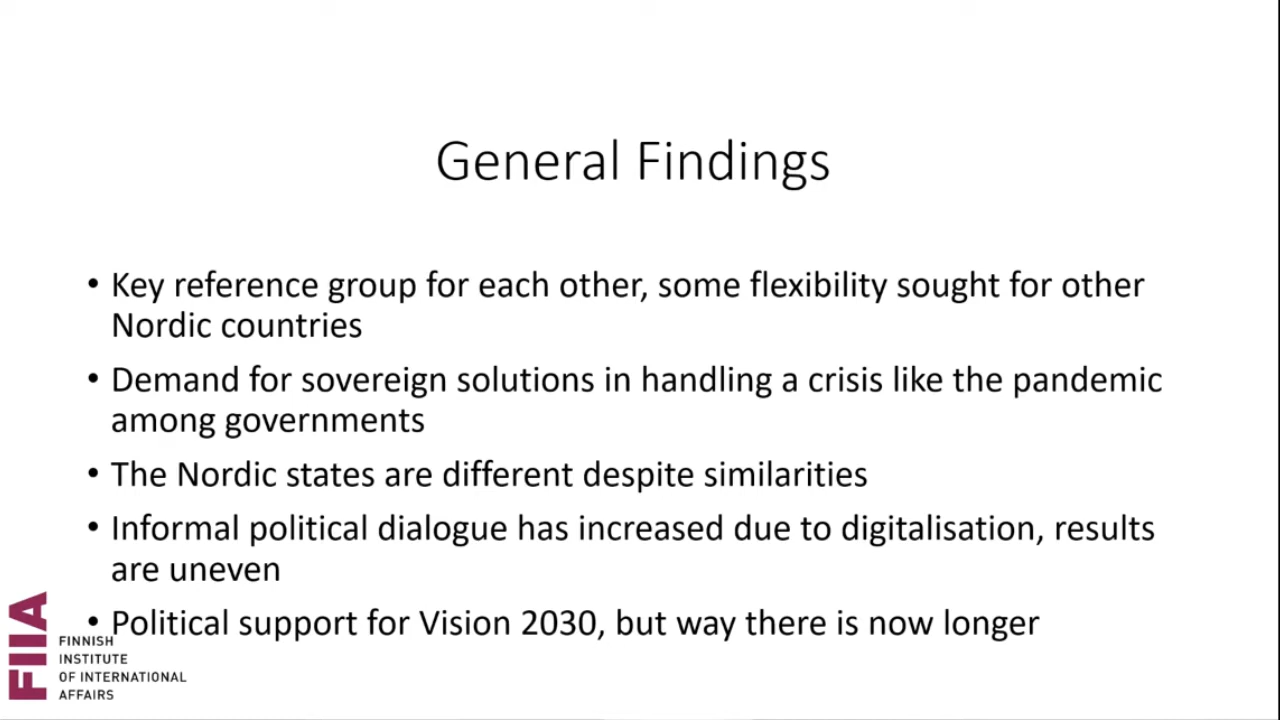 General Findings
• Key reference group for each other, some flexibility sought for other
Nordic countries
• Demand for sovereign solutions in handling a crisis like the pandemic
among governments
• The Nordic states are different despite similarities
• Informal political dialogue has increased due to digitalisation, results
are uneven
• Political support for Vision 2030, but way there is now longer
FIIA
FINNISH
INSTITUTE
OF INTERNATIONAL
AFFAIRS